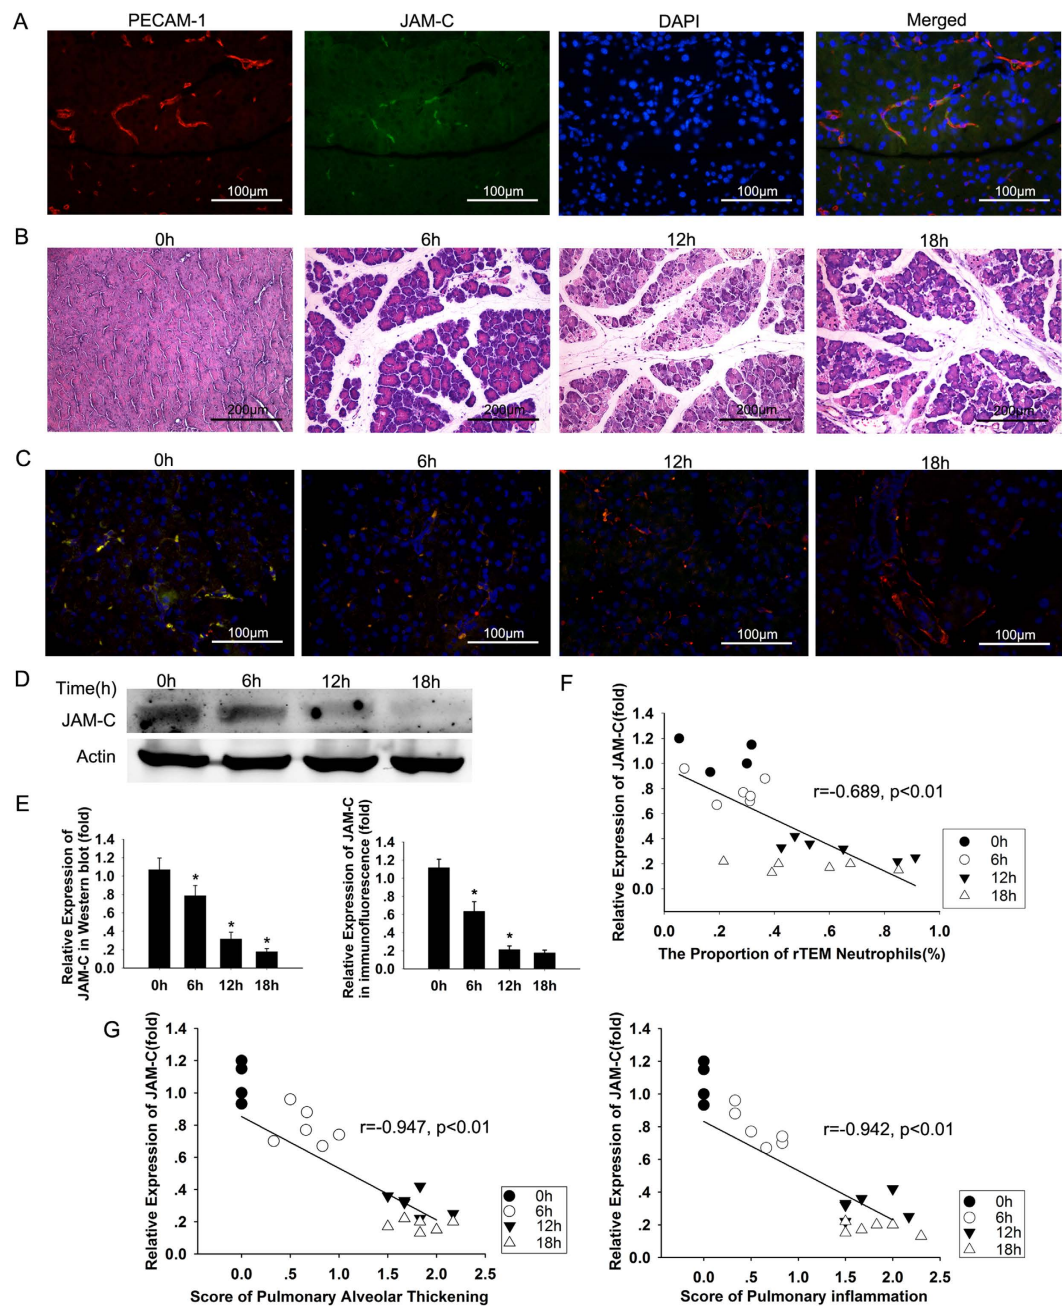 A
PECAM-1 JAM-C DAPI Merged
100μm 100μm 100μm 100μm
B
0h 6h 12h 18h
200μm 200μm 200μm 200μm
C
0h 6h 12h 18h
100μm 100μm 100μm 100μm
D
Time(h) 0h 6h 12h 18h
JAM-C
Actin
E
Relative Expression of
JAM-C in Western blot (fold)
1.4
1.2
1.0
.8
.6
.4
.2
.0
* * *
0h 6h 12h 18h
Relative Expression of JAM-C
in immunofluorescence (fold)
1.4
1.2
1.0
.8
.6
.4
.2
.0
* *
0h 6h 12h 18h
F
Relative Expression of JAM-C(fold)
1.4
1.2
1.0
.8
.6
.4
.2
0.0
r=-0.689, p<0.01
0h
6h
12h
18h
0.0 .2 .4 .6 .8 1.0
The Proportion of rTEM Neutrophils(%)
G
Relative Expression of JAM-C(fold)
1.4
1.2
1.0
.8
.6
.4
.2
0.0
r=-0.947, p<0.01
0h
6h
12h
18h
0.0 .5 1.0 1.5 2.0 2.5
Score of Pulmonary Alveolar Thickening
Relative Expression of JAM-C(fold)
1.4
1.2
1.0
.8
.6
.4
.2
0.0
r=-0.942, p<0.01
0h
6h
12h
18h
0.0 .5 1.0 1.5 2.0 2.5
Score of Pulmonary inflammation